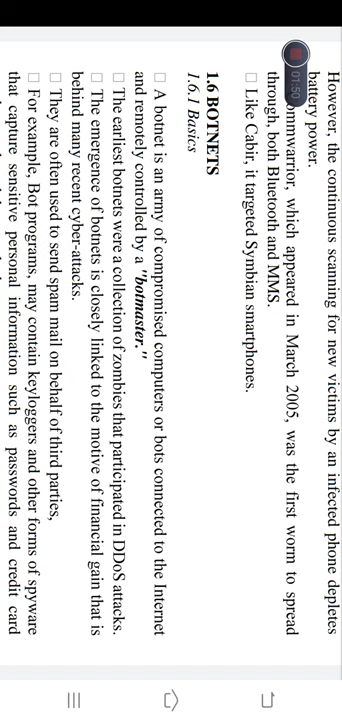 However, the continuous scanning for new victims by an infected phone depletes
battery power.
01:50
ommwarrior, which appeared in March 2005, was the first worm to spread
through, both Bluetooth and MMS.
□ Like Cabir, it targeted Symbian smartphones.
1.6 BOTNETS
1.6.1 Basics
□ A botnet is an army of compromised computers or bots connected to the Internet
and remotely controlled by a "botmaster."
□ The earliest botnets were a collection of zombies that participated in DDoS attacks.
□ The emergence of botnets is closely linked to the motive of financial gain that is
behind many recent cyber-attacks.
□ They are often used to send spam mail on behalf of third parties,
□ For example, Bot programs, may contain keyloggers and other forms of spyware
that capture sensitive personal information such as passwords and credit card